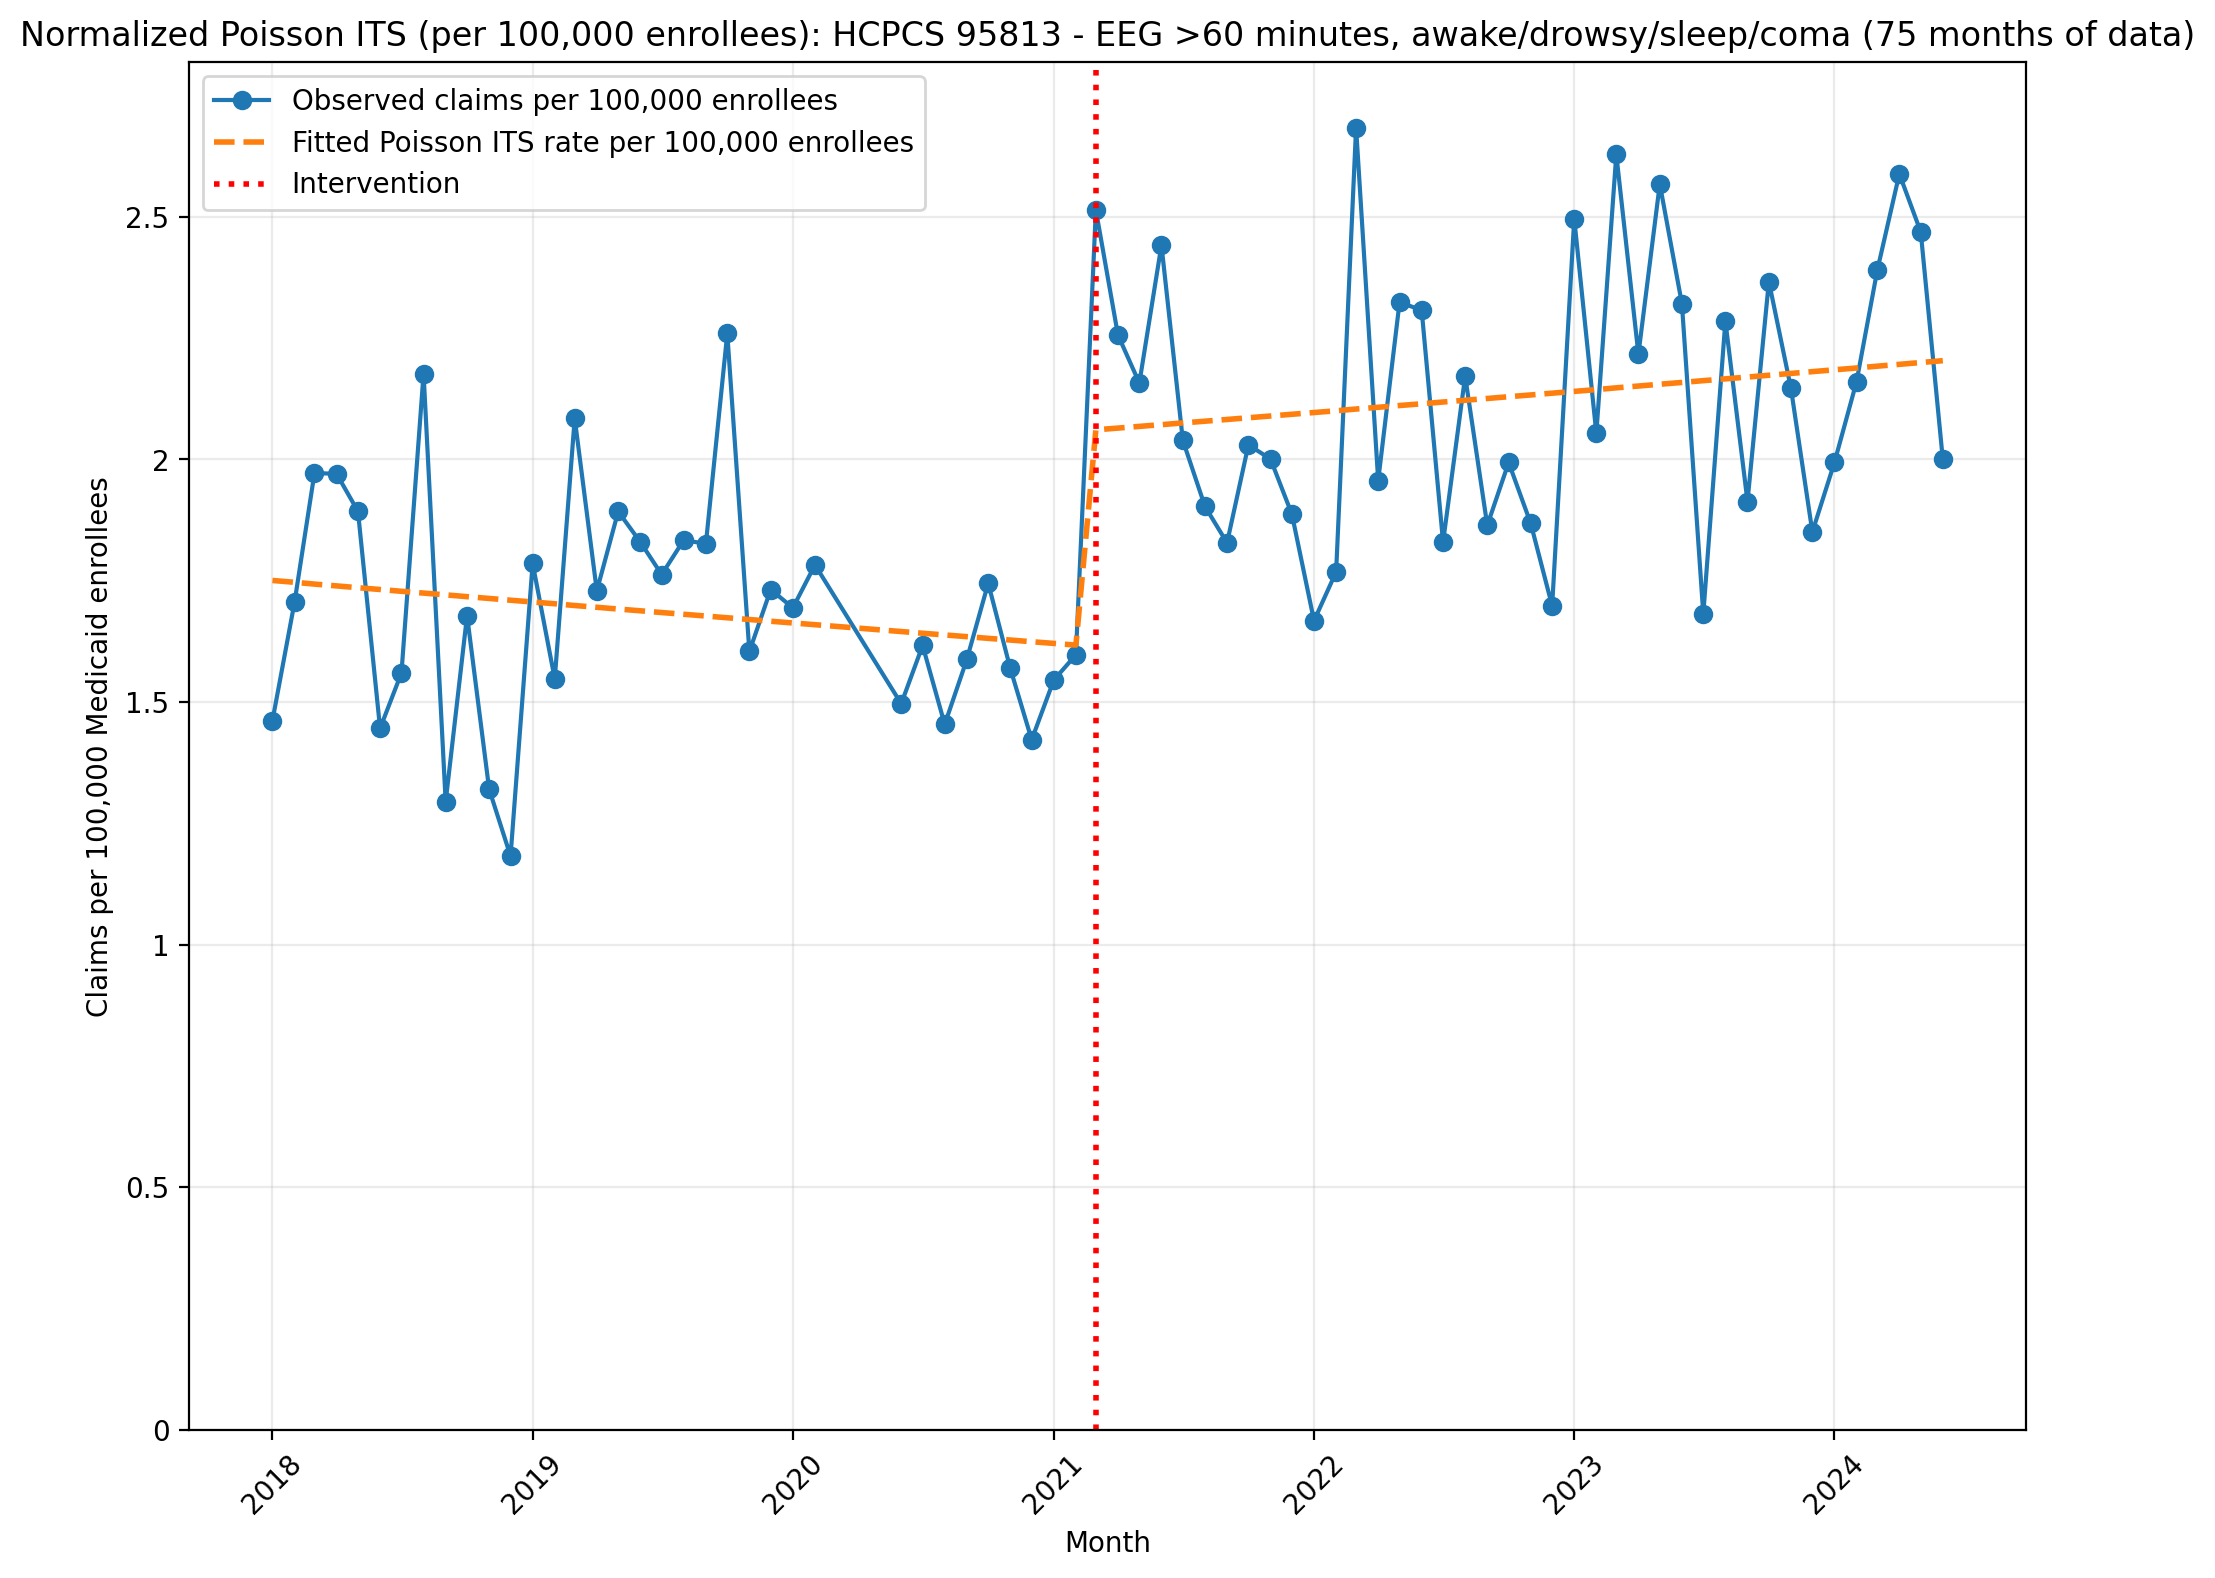 Normalized Poisson ITS (per 100,000 enrollees): HCPCS 95813 - EEG >60 minutes, awake/drowsy/sleep/coma (75 months of data)
Observed claims per 100,000 enrollees
Fitted Poisson ITS rate per 100,000 enrollees
Intervention
Claims per 100,000 Medicaid enrollees
2.5
2
1.5
1
0.5
0
2018
2019
2020
2021
2022
2023
2024
Month